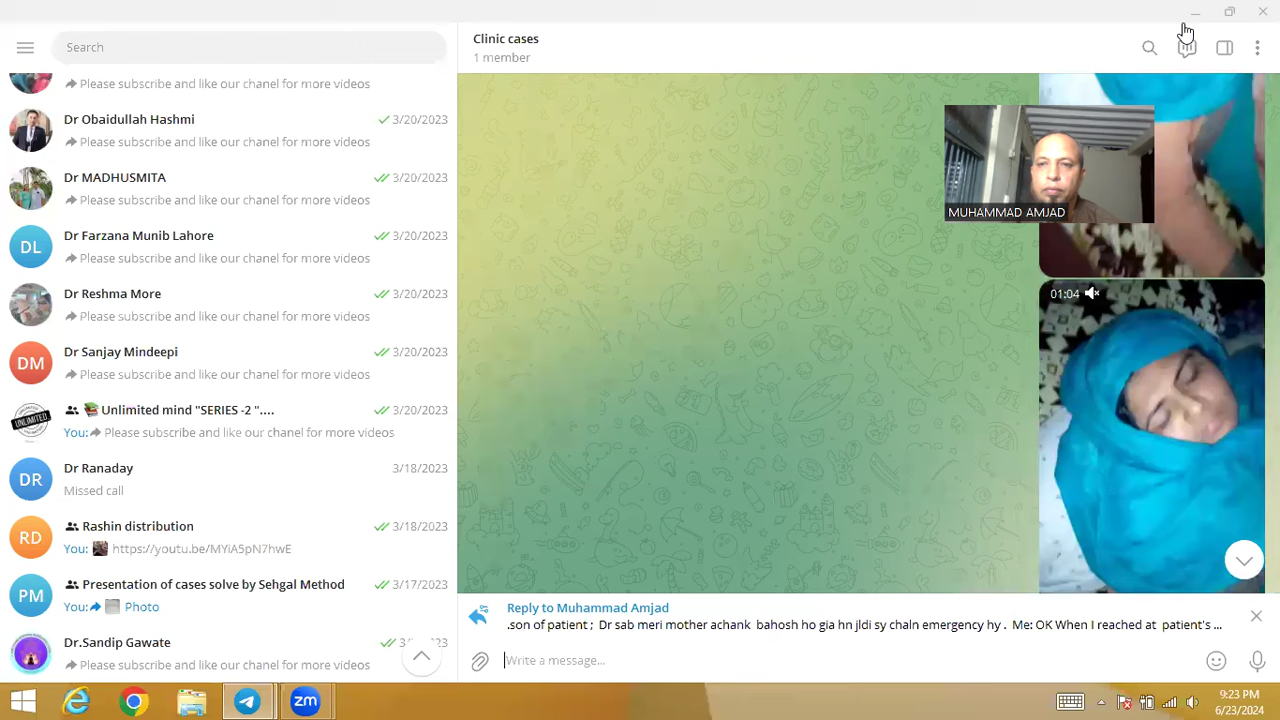 Search
Please subscribe and like our chanel for more videos
Dr Obaidullah Hashmi
3/20/2023
Please subscribe and like our chanel for more videos
Dr MADHUSMITA
3/20/2023
Please subscribe and like our chanel for more videos
DL
Dr Farzana Munib Lahore
3/20/2023
Please subscribe and like our chanel for more videos
Dr Reshma More
3/20/2023
Please subscribe and like our chanel for more videos
DM
Dr Sanjay Mindeepi
3/20/2023
Please subscribe and like our chanel for more videos
UNLIMITED
Unlimited mind "SERIES -2 "....
3/20/2023
You: Please subscribe and like our chanel for more videos
DR
Dr Ranaday
3/18/2023
Missed call
RD
Rashin distribution
3/18/2023
You: https://youtu.be/MYiA5pN7hwE
PM
Presentation of cases solve by Sehgal Method
3/17/2023
You: Photo
Dr.Sandip Gawate
Please subscribe and like our chanel for more videos
Clinic cases
1 member
MUHAMMAD AMJAD
01:04
Reply to Muhammad Amjad
.son of patient ; Dr sab meri mother achank bahosh ho gia hn jldi sy chaln emergency hy . Me: OK When I reached at patient's ...
Write a message...
zm
9:23 PM
6/23/2024